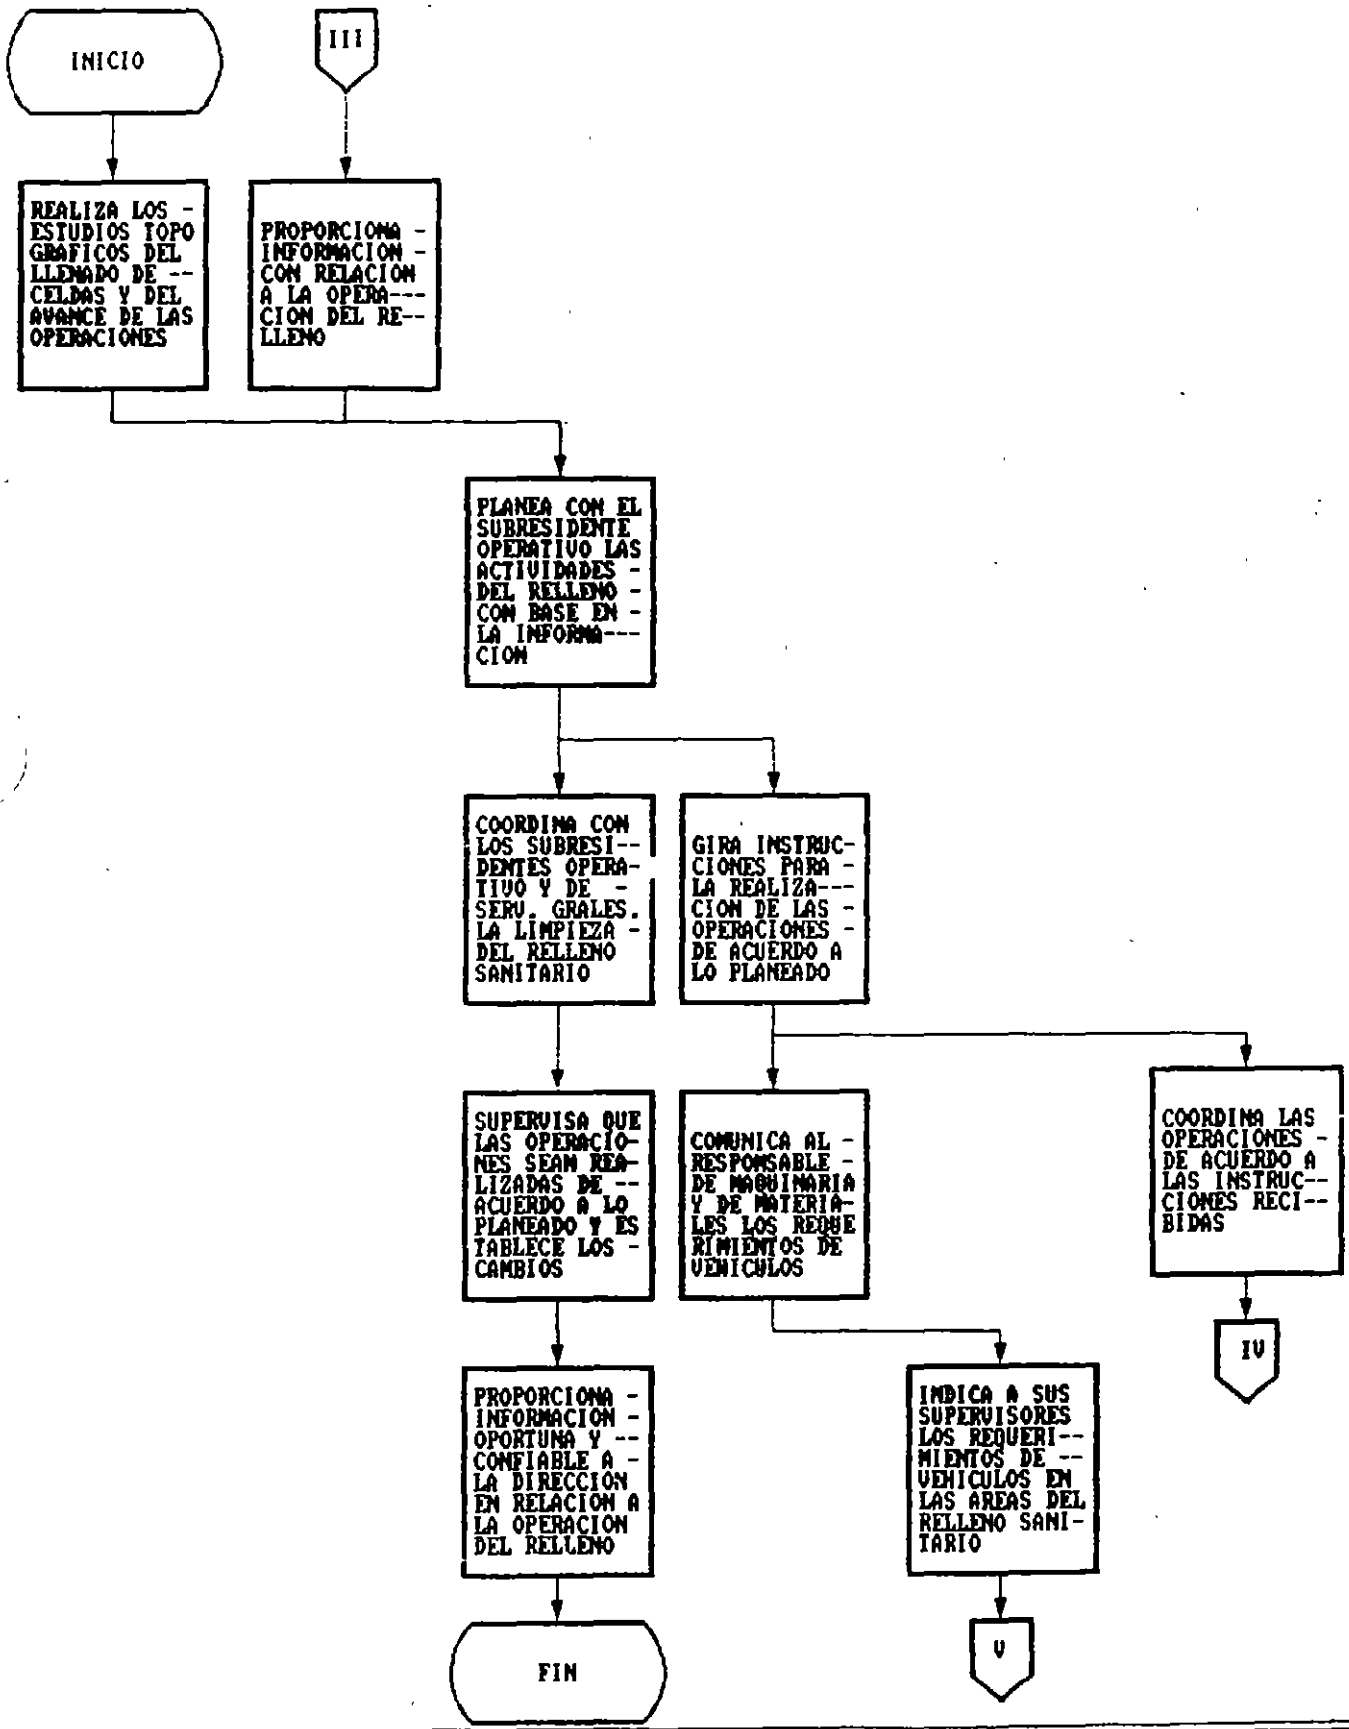 INICIO
III
REALIZA LOS -
ESTUDIOS TOPO
GRAFICOS DEL
LLENADO DE --
CELDAS Y DEL
AVANCE DE LAS
OPERACIONES
PROPORCIONA -
INFORMACION -
CON RELACION
A LA OPERA---
CION DEL RE--
LLENO
PLANEA CON EL
SUBRESIDENTE
OPERATIVO LAS
ACTIVIDADES -
DEL RELLENO -
CON BASE EN -
LA INFORMA---
CION
COORDINA CON
LOS SUBRESI--
DENTES OPERA-
TIVO Y DE -
SERV. GRALES.
LA LIMPIEZA -
DEL RELLENO
SANITARIO
GIRA INSTRUC-
CIONES PARA -
LA REALIZA---
CION DE LAS -
OPERACIONES -
DE ACUERDO A
LO PLANEADO
SUPERVISA QUE
LAS OPERACIO-
NES SEAN REA-
LIZADAS DE --
ACUERDO A LO
PLANEADO Y ES
TABLECE LOS -
CAMBIOS
COMUNICA AL -
RESPONSABLE -
DE MAQUINARIA
Y DE MATERIA-
LES LOS REQUE
RIMIENTOS DE
VEHICULOS
COORDINA LAS
OPERACIONES -
DE ACUERDO A
LAS INSTRUC--
CIONES RECI--
BIDAS
IV
PROPORCIONA -
INFORMACION -
OPORTUNA Y --
CONFIABLE A -
LA DIRECCION
EN RELACION A
LA OPERACION
DEL RELLENO
INDICA A SUS
SUPERVISORES
LOS REQUERI--
MIENTOS DE --
VEHICULOS EN
LAS AREAS DEL
RELLENO SANI-
TARIO
FIN
V